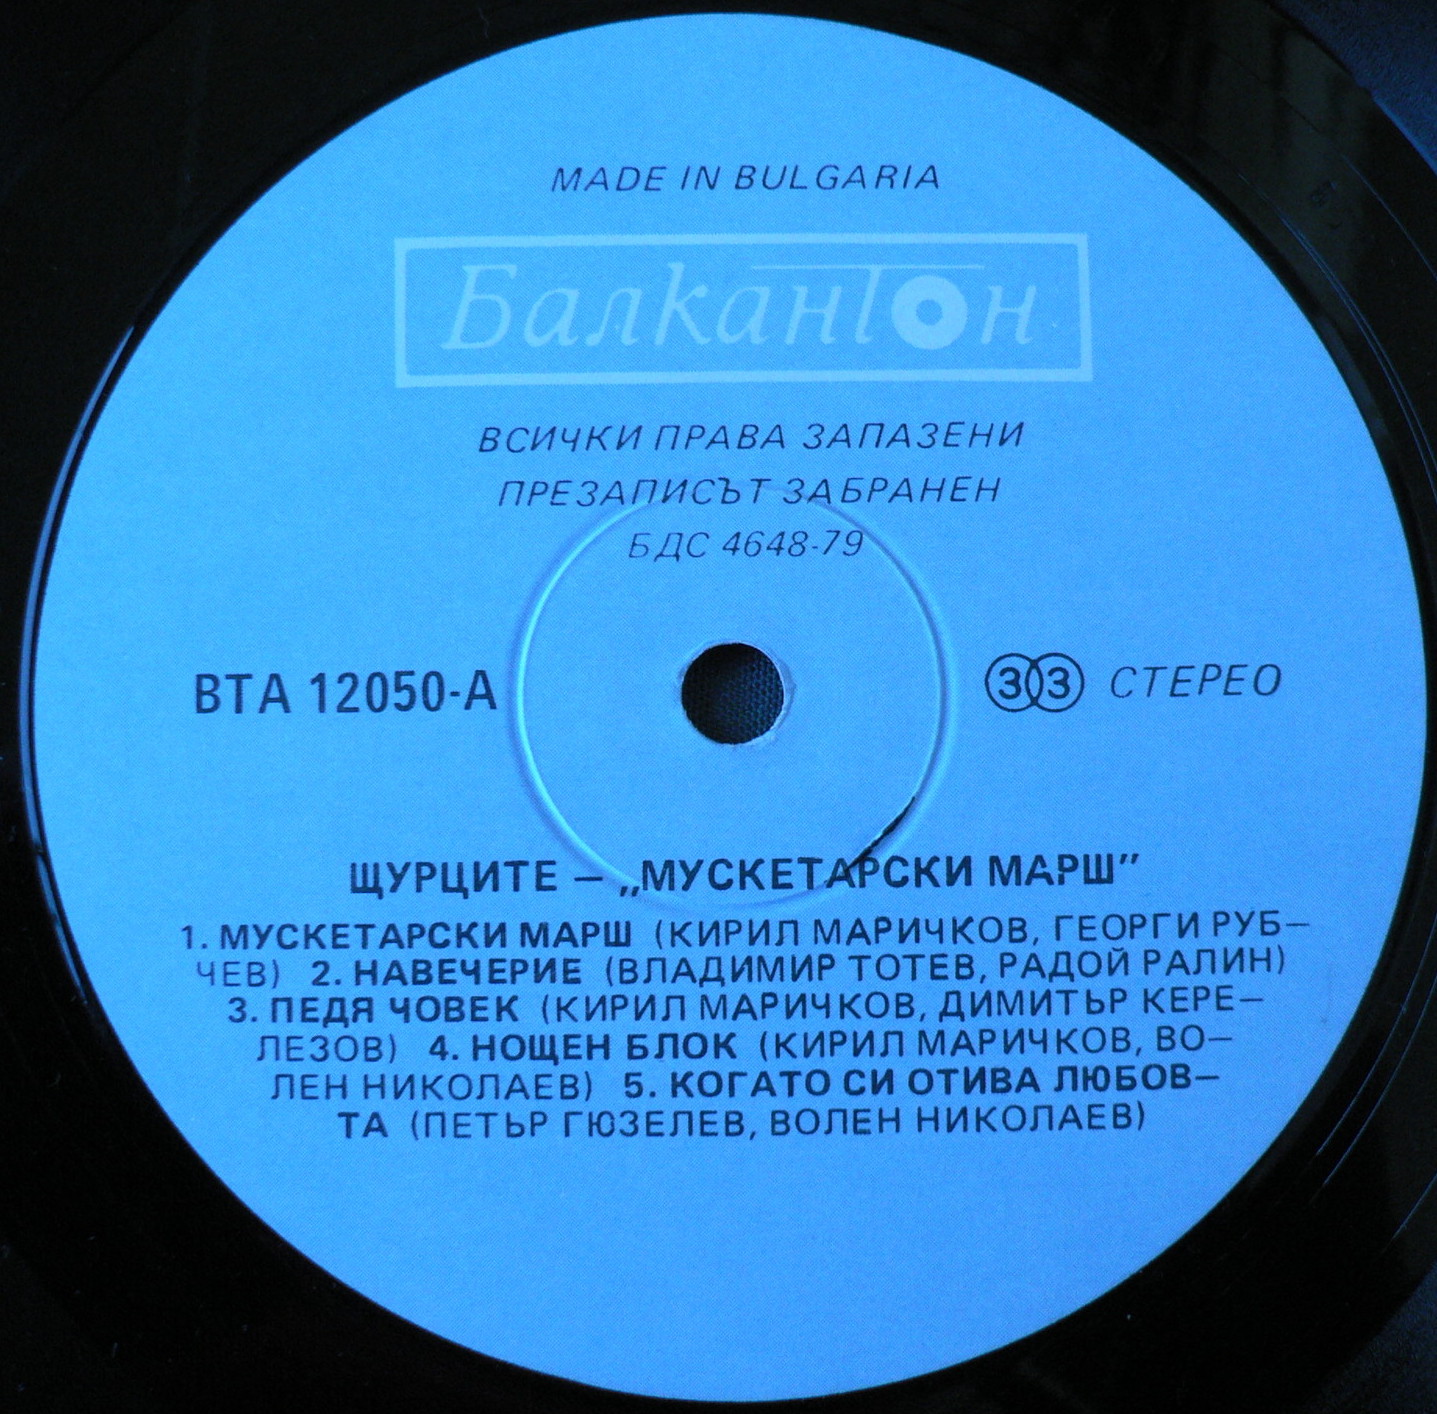 MADE IN BULGARIA
Балкантон
ВСИЧКИ ПРАВА ЗАПАЗЕНИ
ПРЕЗАПИСЪТ ЗАБРАНЕН
БДС 4648-79
ВТА 12050-А
33 СТЕРЕО
ЩУРЦИТЕ – „МУСКЕТАРСКИ МАРШ”
1. МУСКЕТАРСКИ МАРШ (КИРИЛ МАРИЧКОВ, ГЕОРГИ РУБ–
ЧЕВ) 2. НАВЕЧЕРИЕ (ВЛАДИМИР ТОТЕВ, РАДОЙ РАЛИН)
3. ПЕДЯ ЧОВЕК (КИРИЛ МАРИЧКОВ, ДИМИТЪР КЕРЕ–
ЛЕЗОВ) 4. НОЩЕН БЛОК (КИРИЛ МАРИЧКОВ, ВО–
ЛЕН НИКОЛАЕВ) 5. КОГАТО СИ ОТИВА ЛЮБОВ–
ТА (ПЕТЪР ГЮЗЕЛЕВ, ВОЛЕН НИКОЛАЕВ)